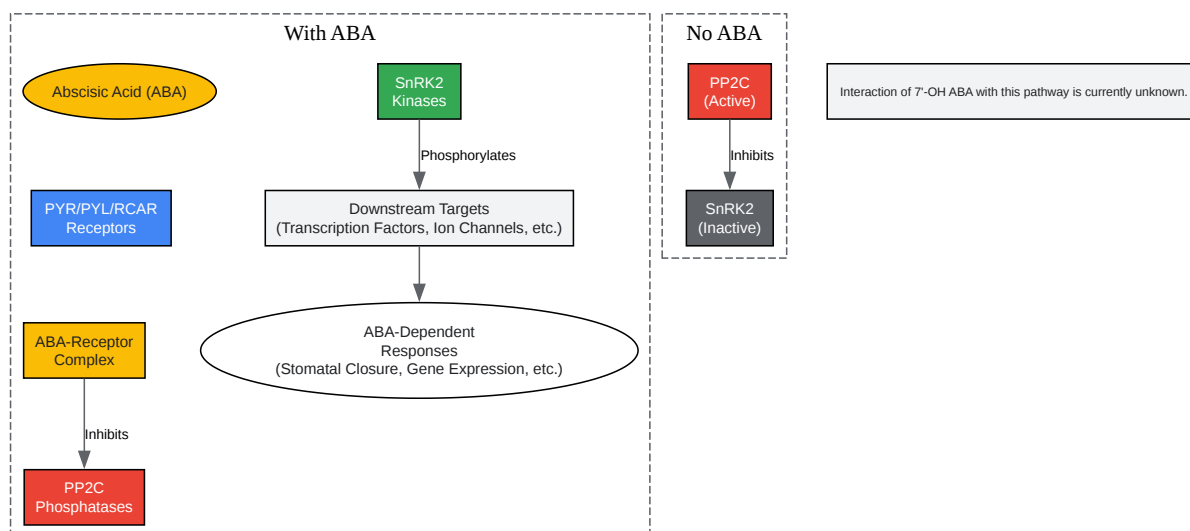 With ABA
Abscisic Acid (ABA)
SnRK2
Kinases
Phosphorylates
PYR/PYL/RCAR
Receptors
Downstream Targets
(Transcription Factors, Ion Channels, etc.)
ABA-Receptor
Complex
ABA-Dependent
Responses
(Stomatal Closure, Gene Expression, etc.)
Inhibits
PP2C
Phosphatases
No ABA
PP2C
(Active)
Inhibits
SnRK2
(Inactive)
Interaction of 7'-OH ABA with this pathway is currently unknown.